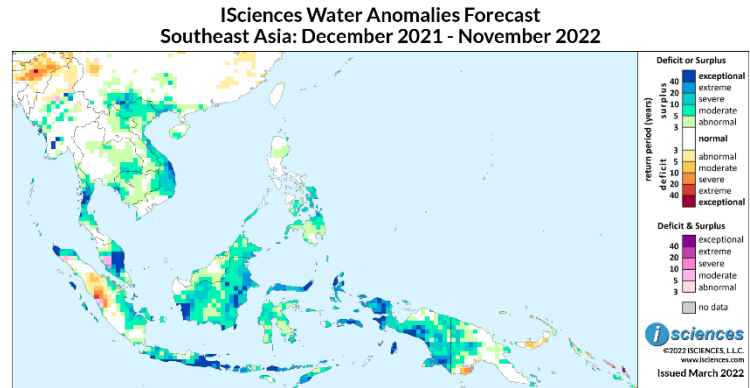 ISciences Water Anomalies Forecast
Southeast Asia: December 2021 - November 2022
Deficit or Surplus
return period (years)
surplus
40
20
10
5
3
exceptional
extreme
severe
moderate
abnormal
normal
deficit
3
5
10
20
40
abnormal
moderate
severe
extreme
exceptional
Deficit & Surplus
40
20
10
5
3
exceptional
extreme
severe
moderate
abnormal
no data
i sciences
©2022 ISCIENCES, L.L.C.
www.isciences.com
Issued March 2022